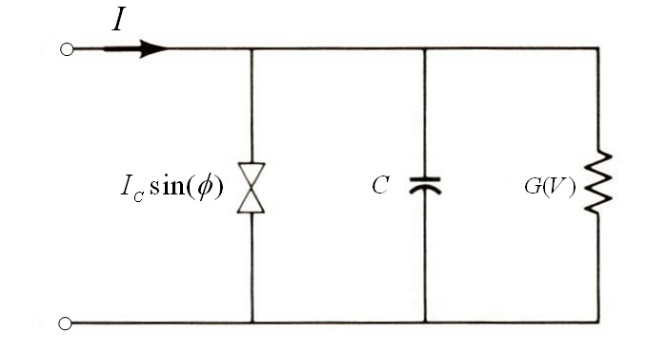 I
I_C sin(ϕ)
C
G(V)